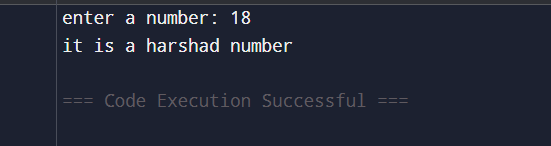 enter a number: 18
it is a harshad number
=== Code Execution Successful ===